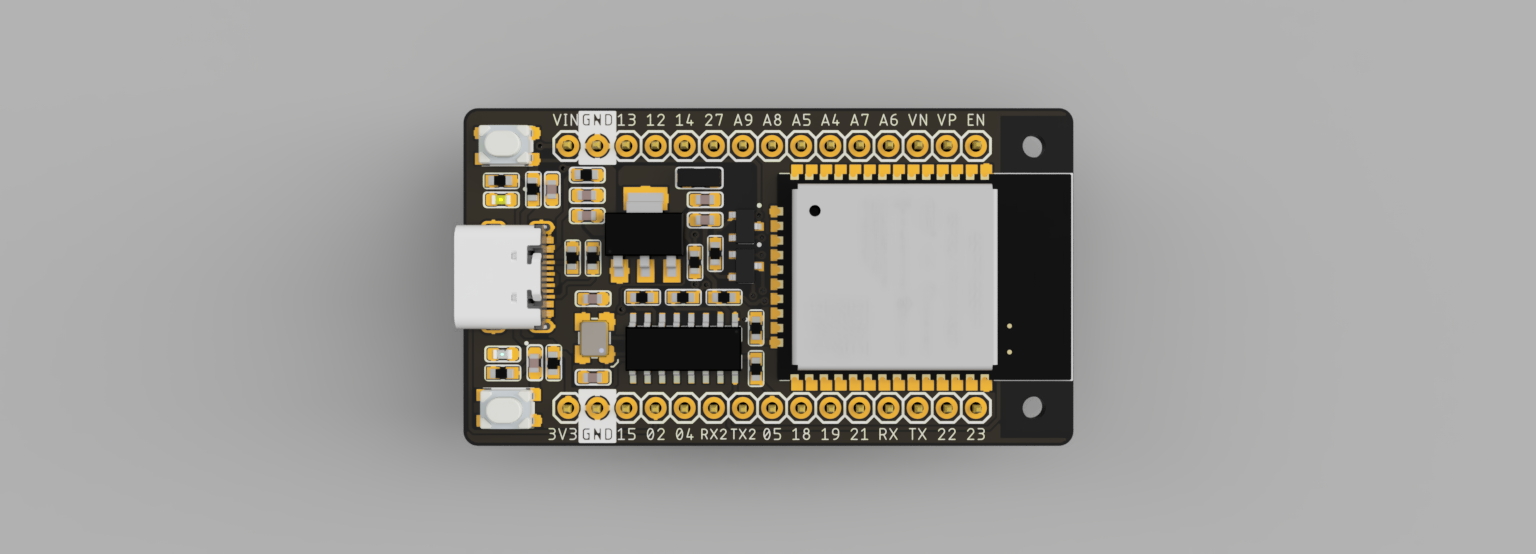 VIN GND 13 12 14 27 A9 A8 A5 A4 A7 A6 VN VP EN
3V3 GND 15 02 04 RX2 TX2 05 18 19 21 RX TX 22 23